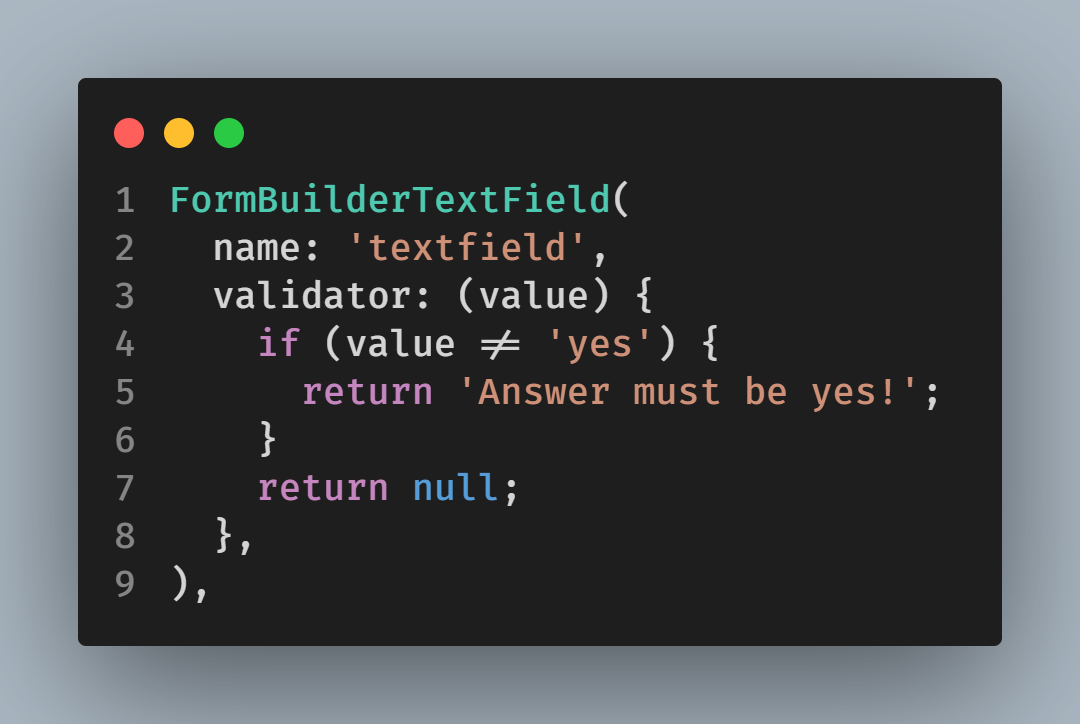 1 FormBuilderTextField(
2   name: 'textfield',
3   validator: (value) {
4     if (value != 'yes') {
5       return 'Answer must be yes!';
6     }
7     return null;
8   },
9 ),